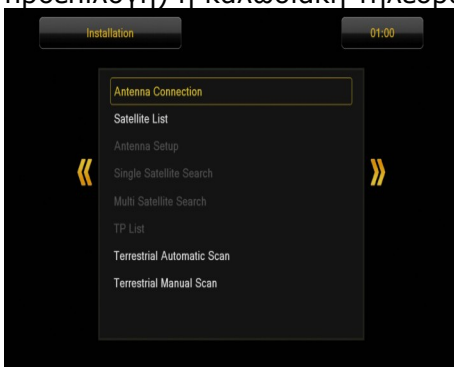 Installation
01:00
Antenna Connection
Satellite List
Antenna Setup
Single Satellite Search
Multi Satellite Search
TP List
Terrestrial Automatic Scan
Terrestrial Manual Scan